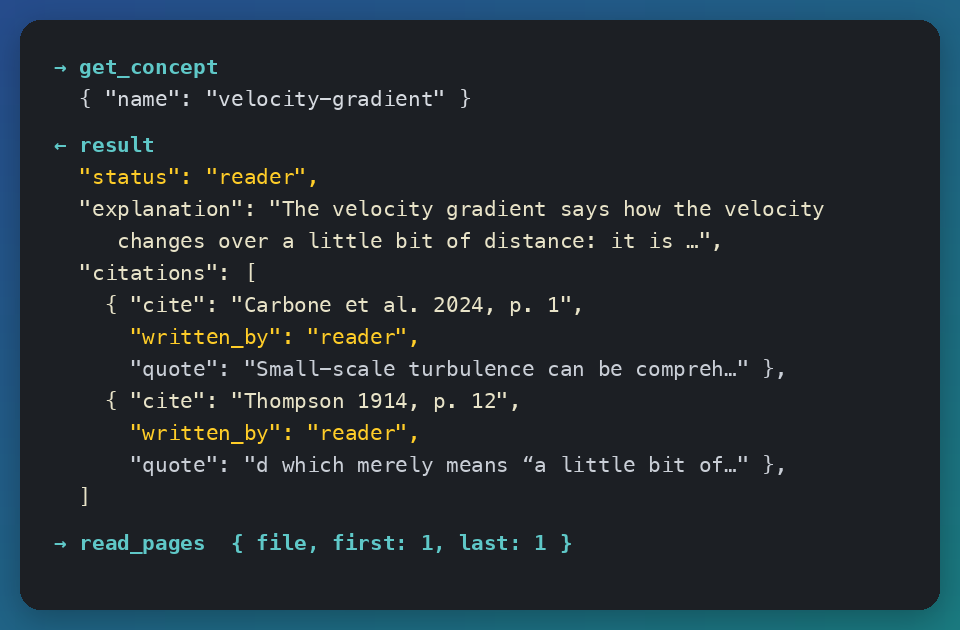 → get_concept
{ "name": "velocity-gradient" }
← result
"status": "reader",
"explanation": "The velocity gradient says how the velocity
changes over a little bit of distance: it is …",
"citations": [
{ "cite": "Carbone et al. 2024, p. 1",
"written_by": "reader",
"quote": "Small-scale turbulence can be compreh…" },
{ "cite": "Thompson 1914, p. 12",
"written_by": "reader",
"quote": "d which merely means “a little bit of…" },
]
→ read_pages { file, first: 1, last: 1 }